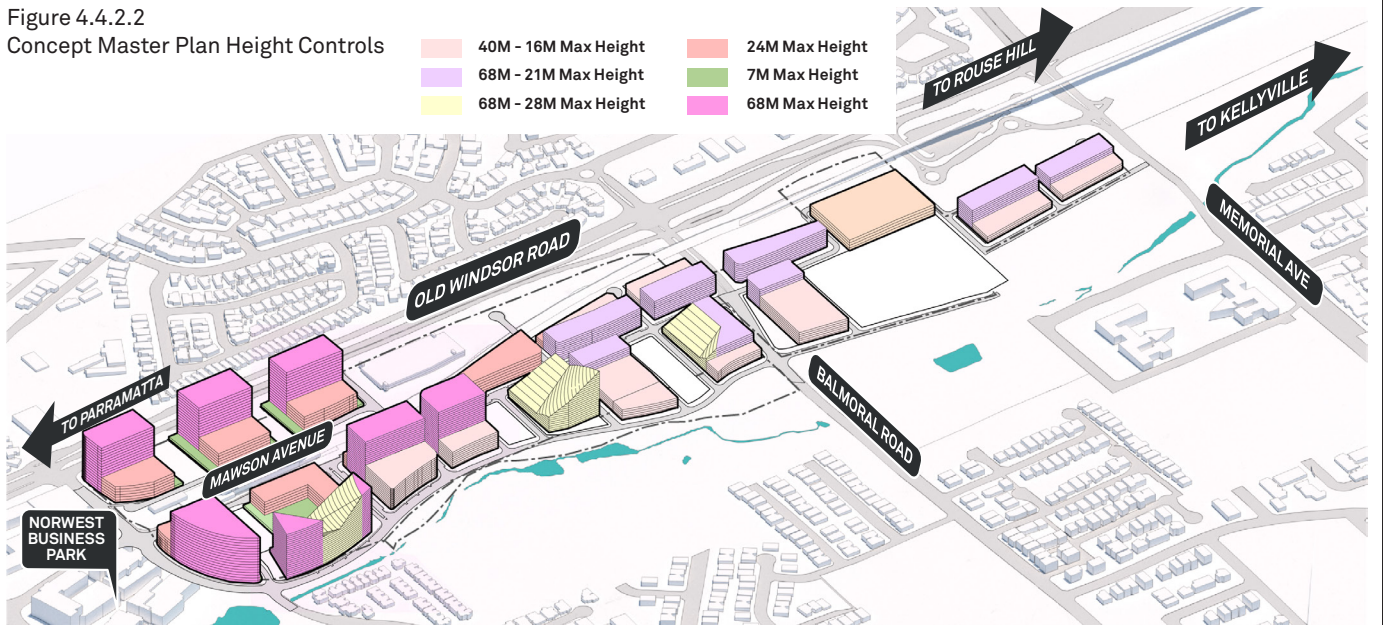 Figure 4.4.2.2
Concept Master Plan Height Controls
40M - 16M Max Height
24M Max Height
68M - 21M Max Height
7M Max Height
68M - 28M Max Height
68M Max Height
TO ROUSE HILL
TO KELLYVILLE
MEMORIAL AVE
OLD WINDSOR ROAD
BALMORAL ROAD
TO PARRAMATTA
MAWSON AVENUE
NORWEST
BUSINESS
PARK